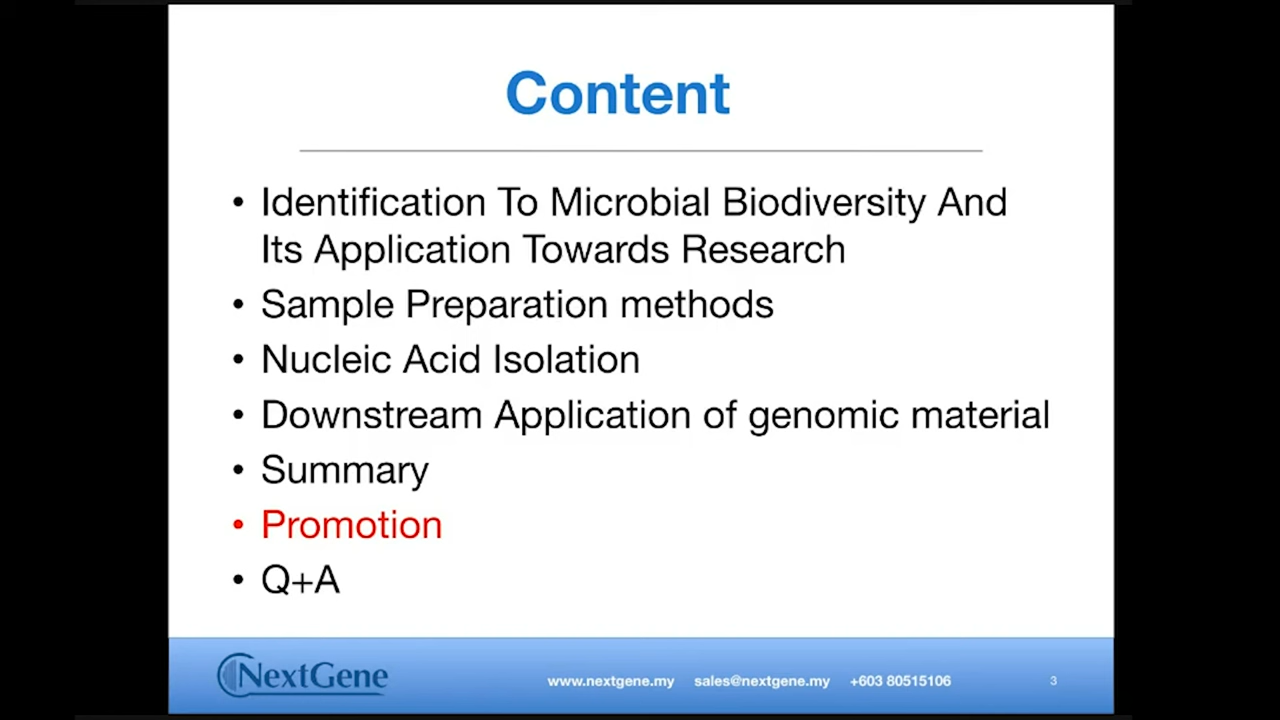 Content
• Identification To Microbial Biodiversity And
Its Application Towards Research
• Sample Preparation methods
• Nucleic Acid Isolation
• Downstream Application of genomic material
• Summary
• Promotion
• Q+A
NextGene
www.nextgene.my sales@nextgene.my +603 80515106 3